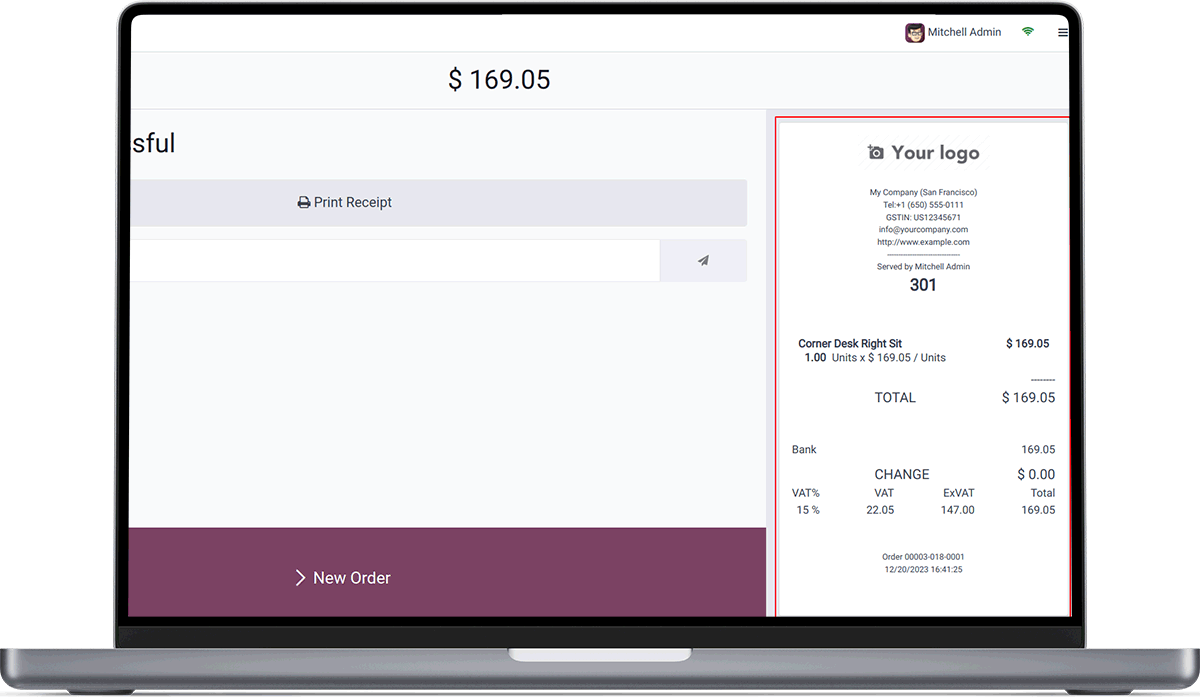 Mitchell Admin
$ 169.05
sful
Print Receipt
New Order
Your logo
My Company (San Francisco)
Tel:+1 (650) 555-0111
GSTIN: US12345671
info@yourcompany.com
http://www.example.com
--------------------------------
Served by Mitchell Admin
301
Corner Desk Right Sit $ 169.05
1.00 Units x $ 169.05 / Units
--------
TOTAL $ 169.05
Bank 169.05
CHANGE $ 0.00
VAT% VAT ExVAT Total
15 % 22.05 147.00 169.05
Order 00003-018-0001
12/20/2023 16:41:25